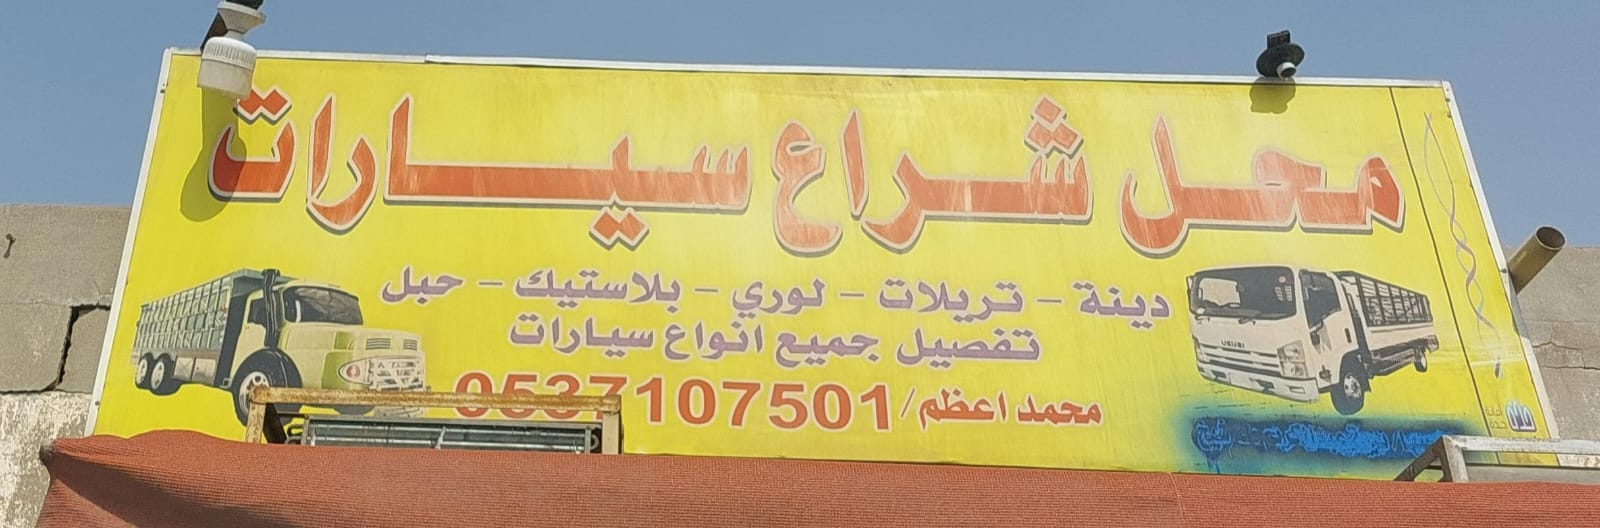 محل شراع سيارات
دينة - تريلات - لوري - بلاستيك - حبل
تفصيل جميع انواع سيارات
محمد اعظم/0537107501